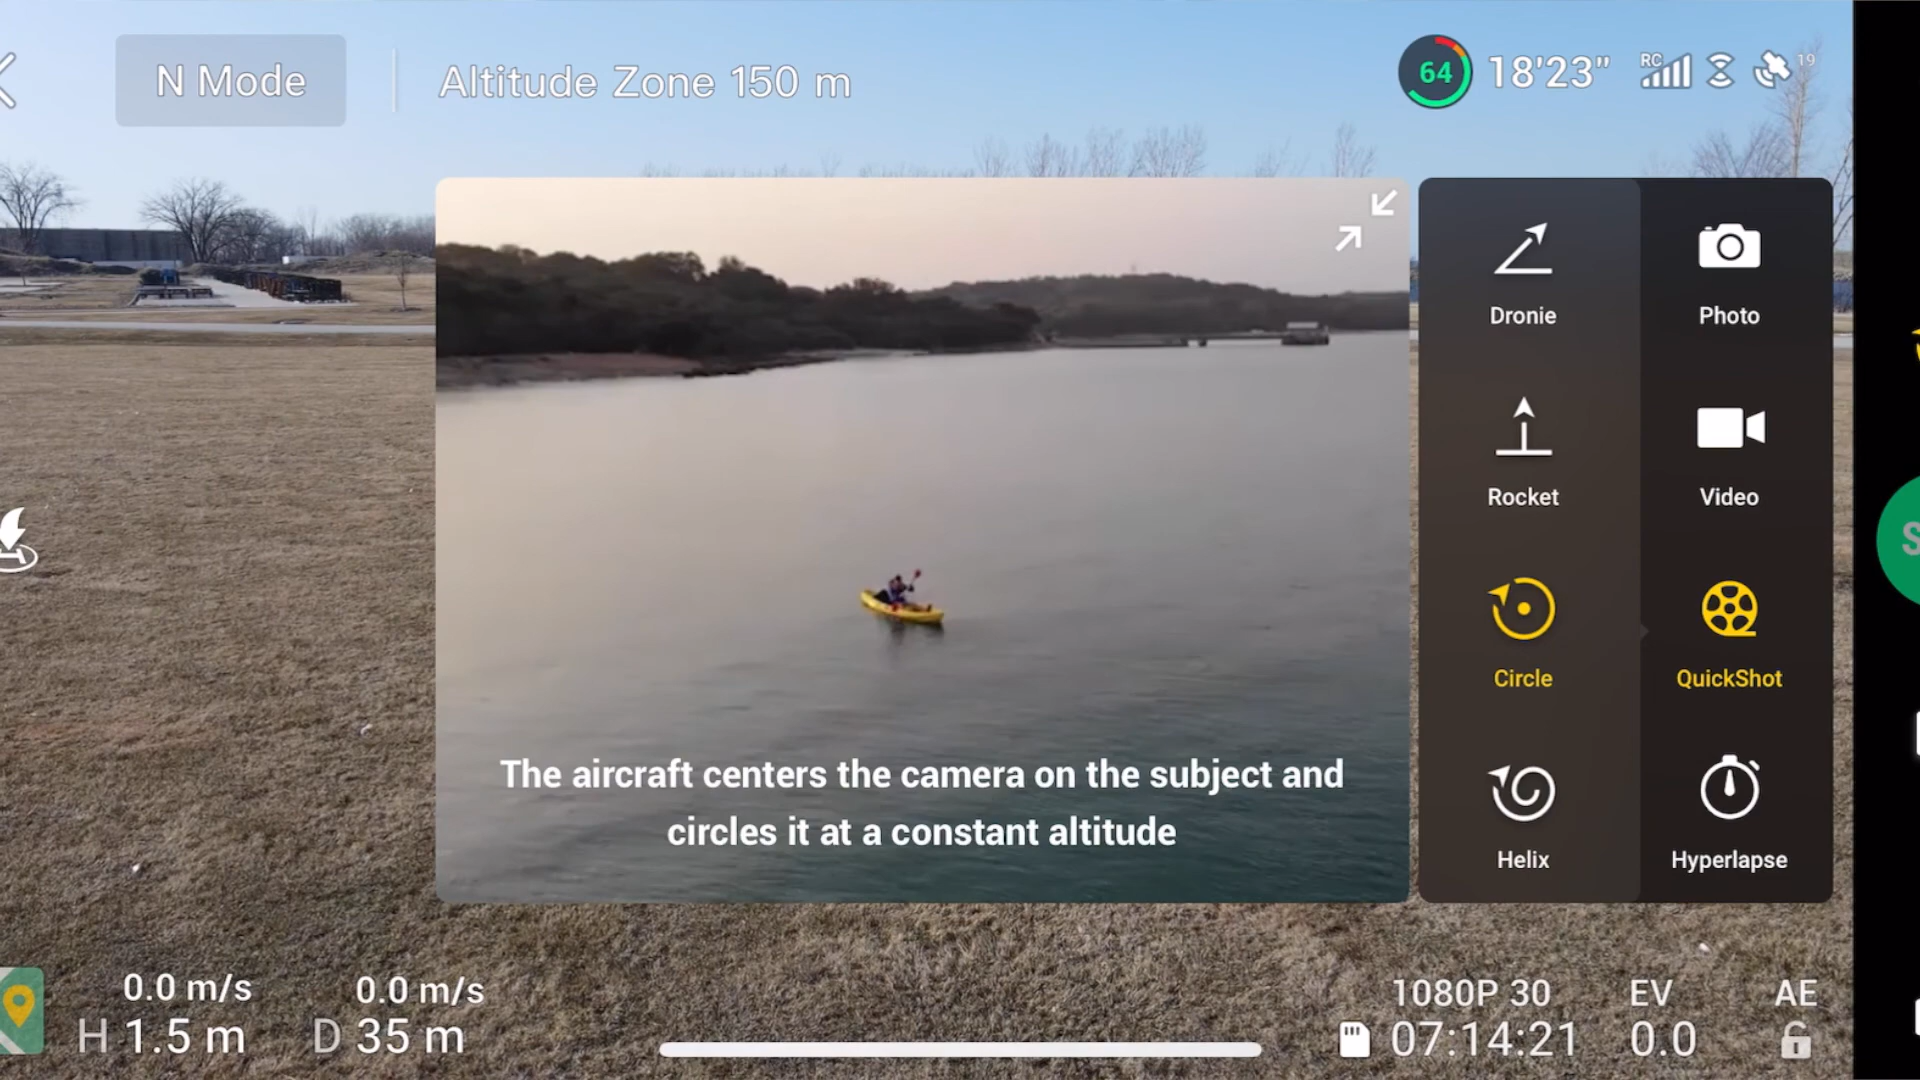 N Mode
Altitude Zone 150 m
64
18'23"
RC
19
Dronie
Photo
Rocket
Video
Circle
QuickShot
Helix
Hyperlapse
The aircraft centers the camera on the subject and
circles it at a constant altitude
S
0.0 m/s
0.0 m/s
H 1.5 m
D 35 m
1080P 30
07:14:21
EV
0.0
AE